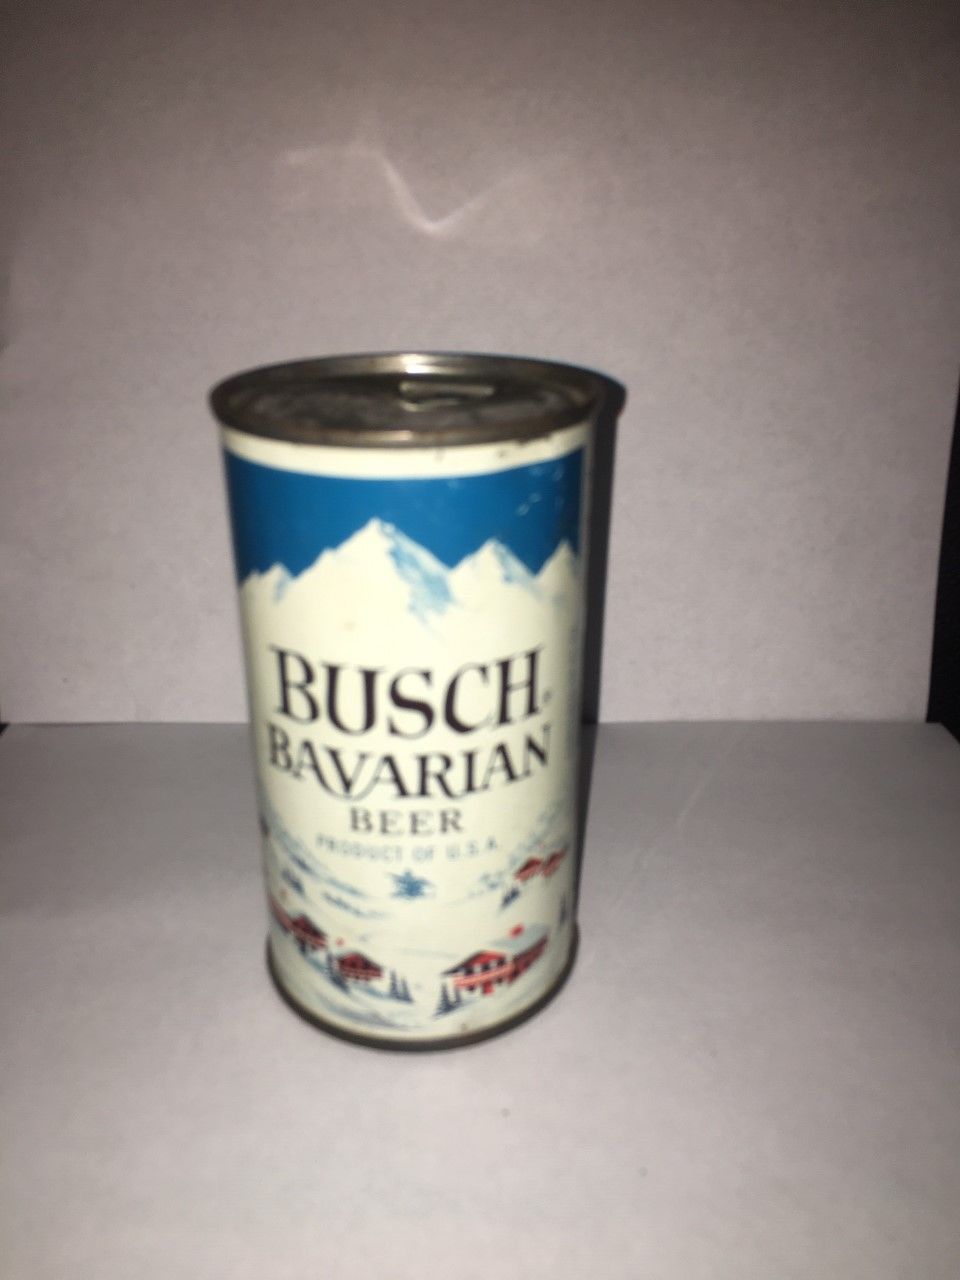 BUSCH®
BAVARIAN
BEER
PRODUCT OF U.S.A.